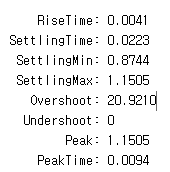 RiseTime: 0.0041
SettlingTime: 0.0223
SettlingMin: 0.8744
SettlingMax: 1.1505
Overshoot: 20.9210
Undershoot: 0
Peak: 1.1505
PeakTime: 0.0094